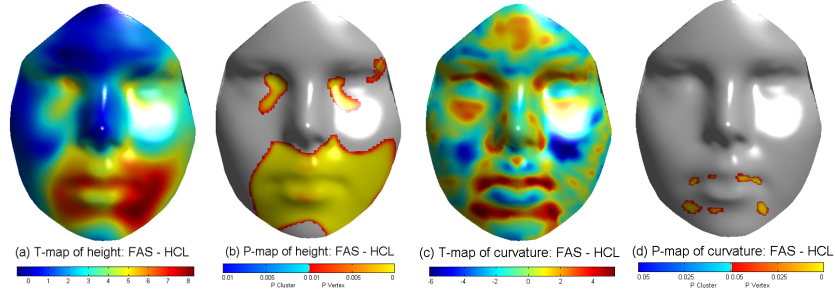 (a) T-map of height: FAS - HCL
0 1 2 3 4 5 6 7 8
(b) P-map of height: FAS - HCL
0.01 0.005 0.01 0.005 0
P Cluster P Vertex
(c) T-map of curvature: FAS - HCL
-6 -4 -2 0 2 4
(d) P-map of curvature: FAS - HCL
0.05 0.025 0.05 0.025 0
P Cluster P Vertex